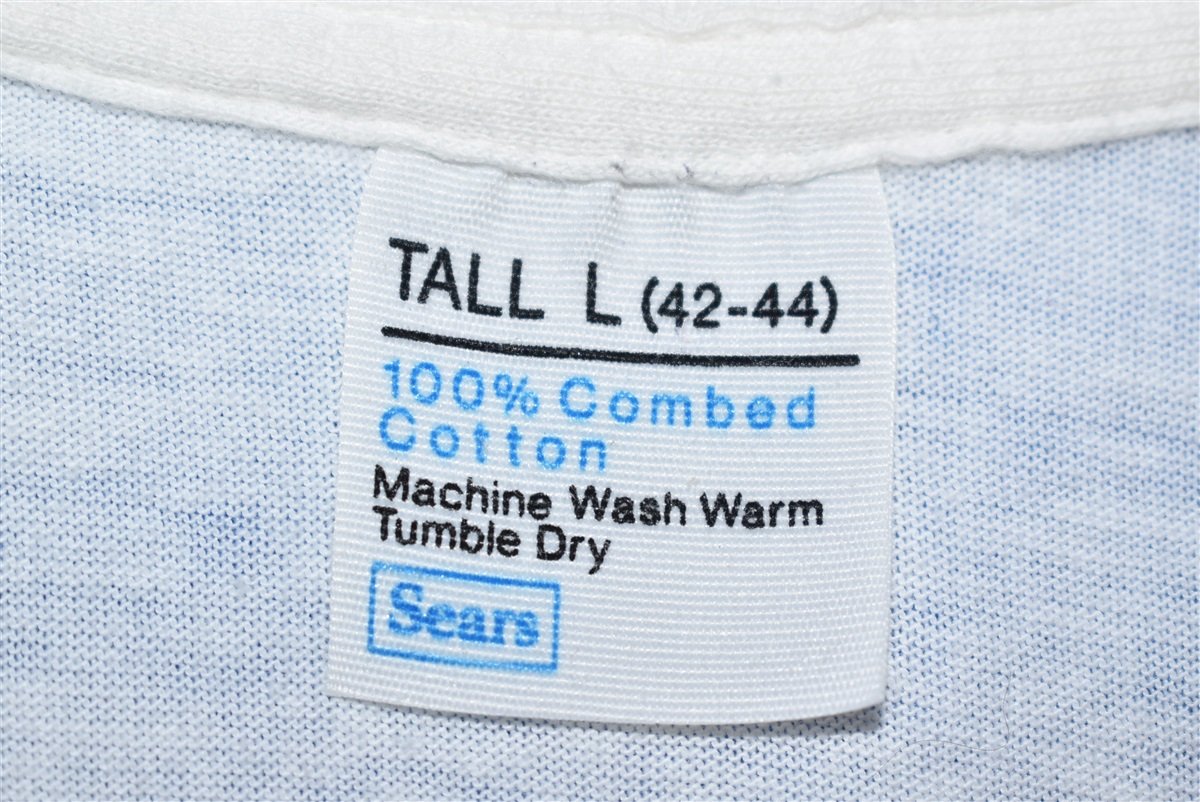 TALL L (42-44)
100% Combed
Cotton
Machine Wash Warm
Tumble Dry
Sears